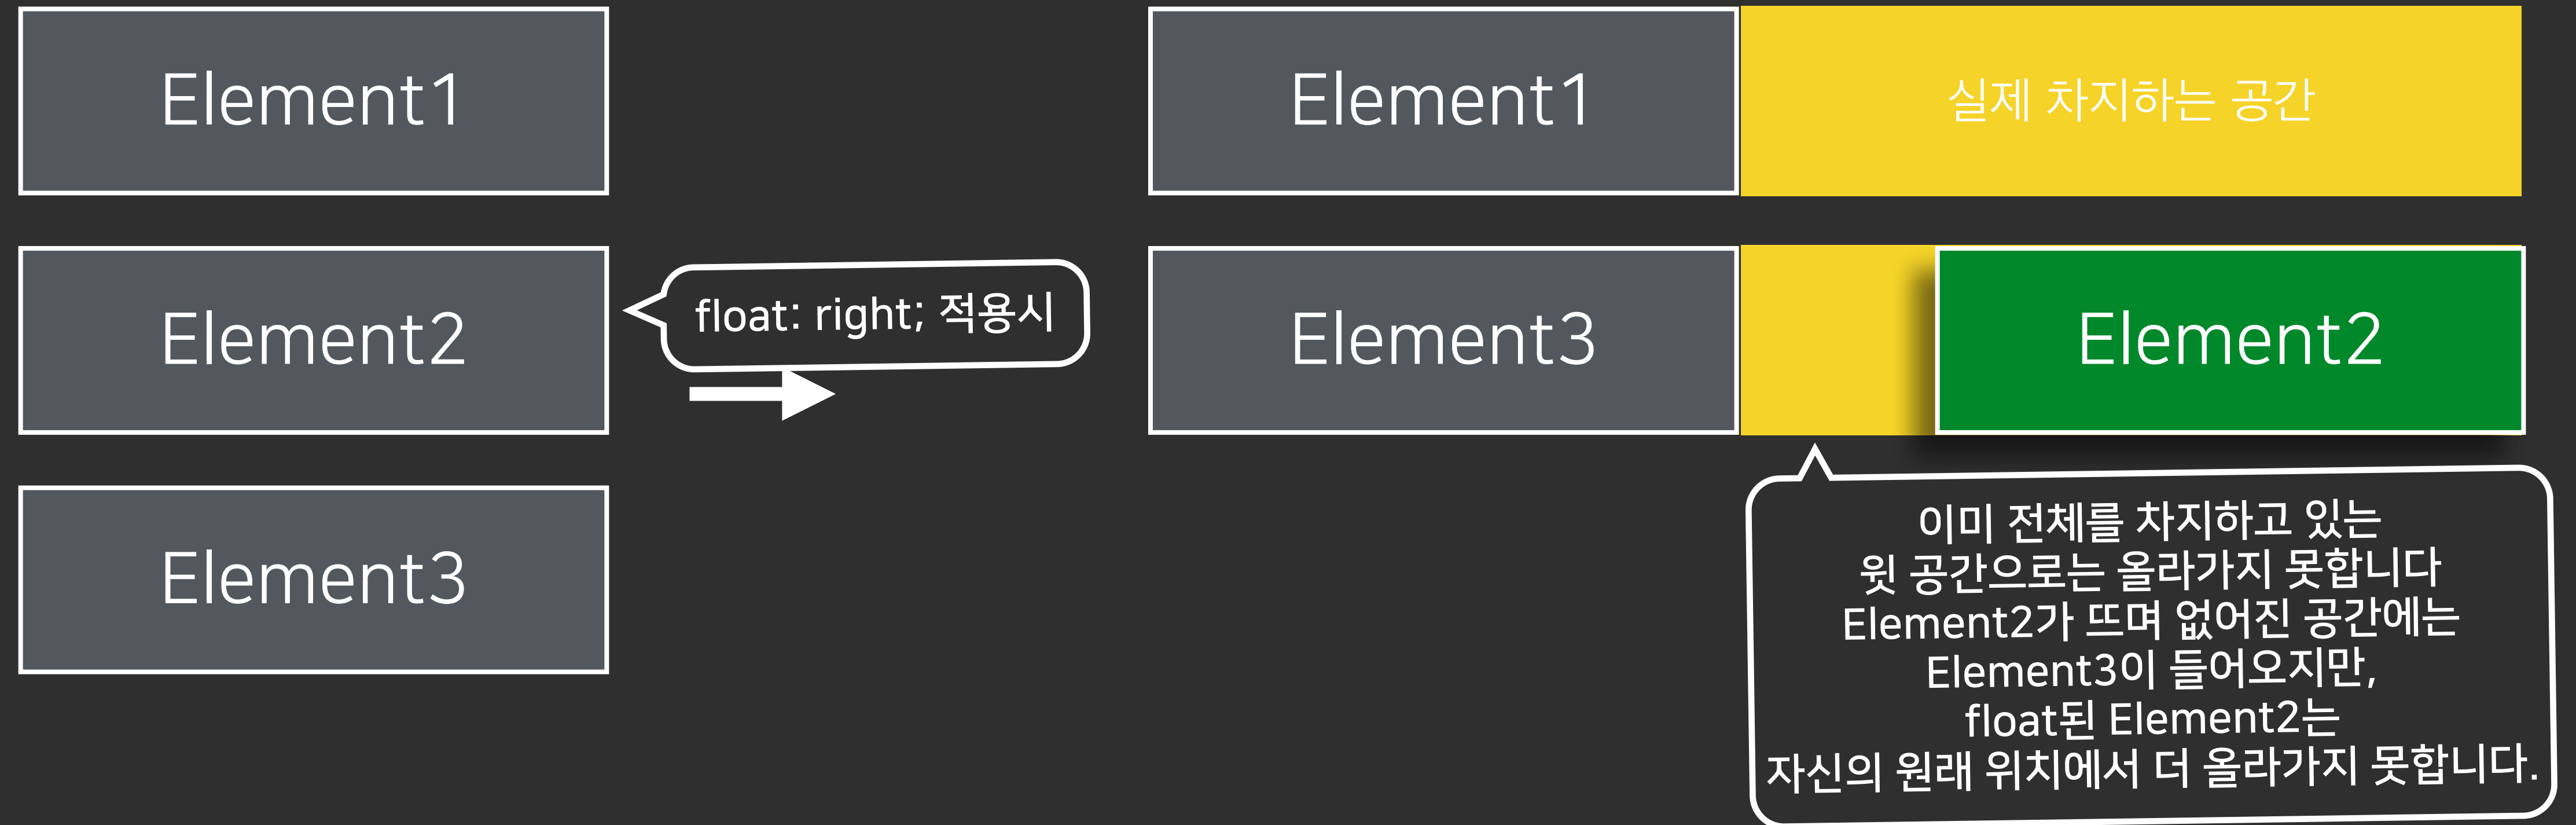 Element1
Element2
float: right; 적용시
Element3
Element1
실제 차지하는 공간
Element3
Element2
이미 전체를 차지하고 있는
윗 공간으로는 올라가지 못합니다
Element2가 뜨며 없어진 공간에는
Element3이 들어오지만,
float된 Element2는
자신의 원래 위치에서 더 올라가지 못합니다.